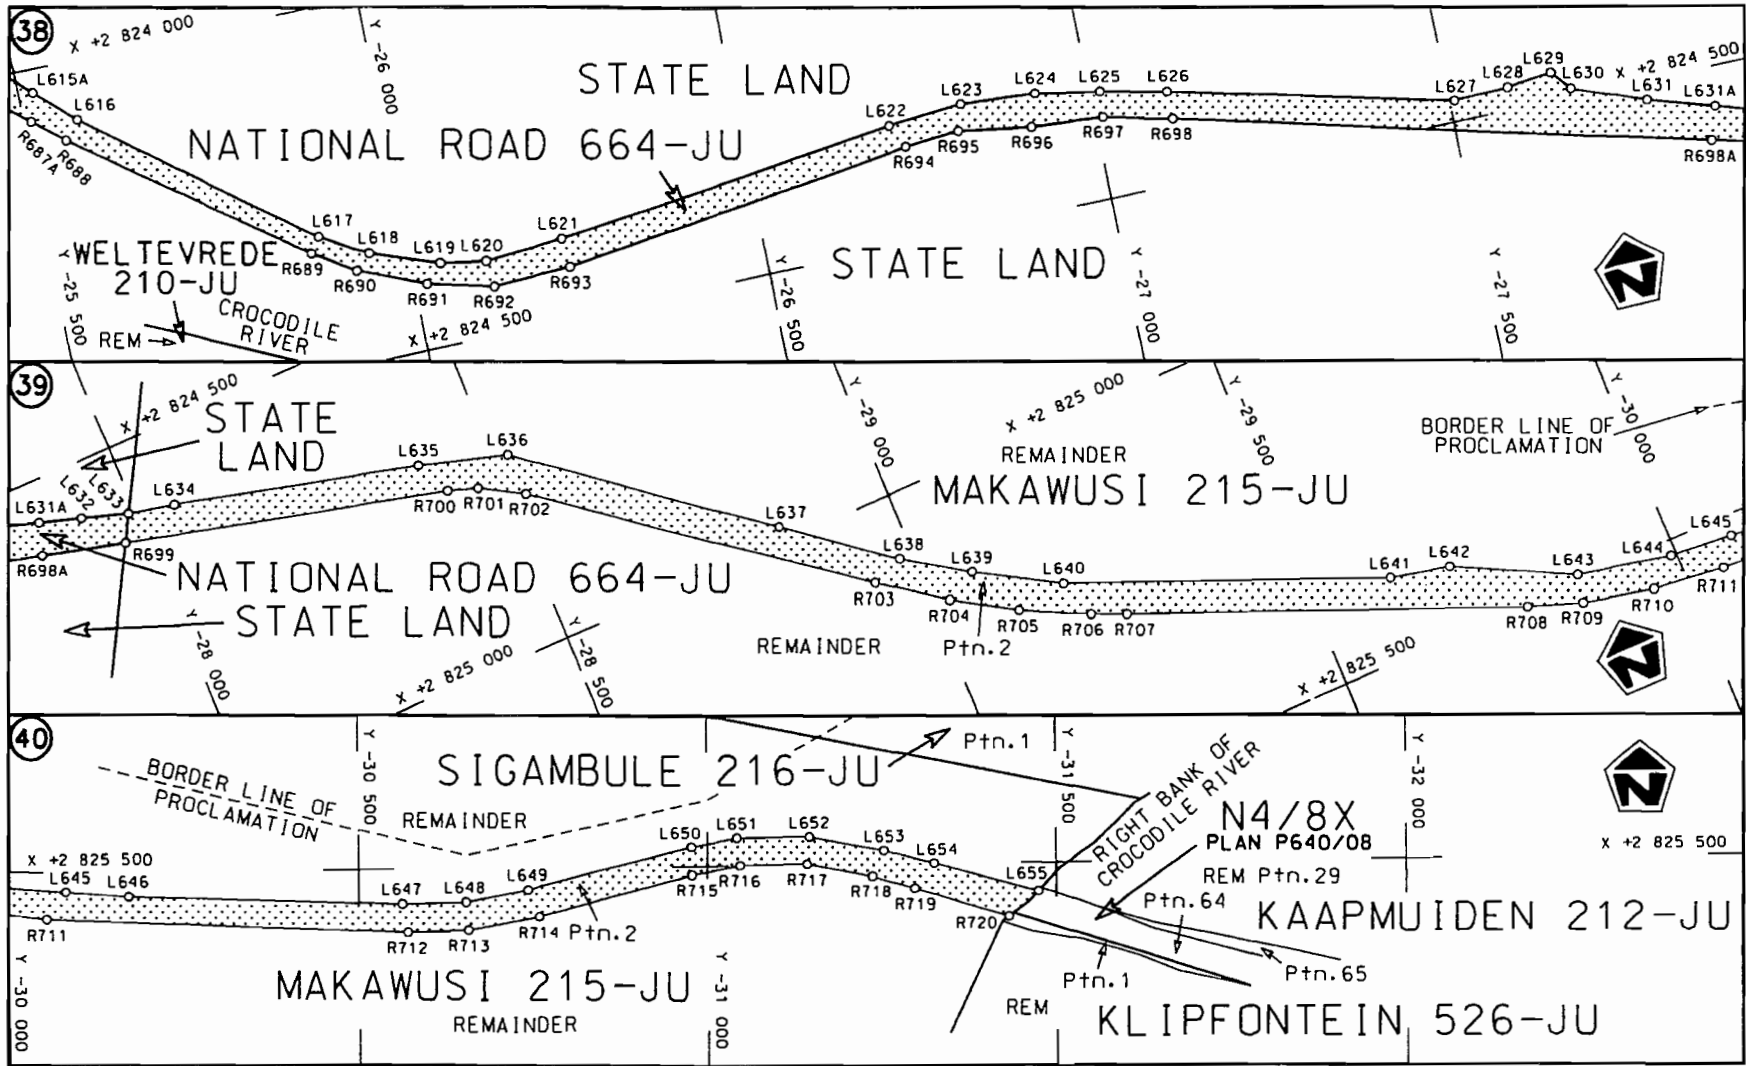 38
X +2 824 000
Y -26 000
STATE LAND
NATIONAL ROAD 664-JU
L615A
L616
R687A
R688
L617
L618
L619
L620
L621
L622
L623
L624
L625
L626
L627
L628
L629
L630
X +2 824 500
L631
L631A
R689
R690
R691
R692
R693
R694
R695
R696
R697
R698
R698A
WELTEVREDE
210-JU
Y -25 500
REM
CROCODILE
RIVER
X +2 824 500
Y -26 500
STATE LAND
Y -27 000
Y -27 500
N
39
X +2 824 500
STATE
LAND
L631A
L632
L633
L634
L635
L636
L637
L638
L639
L640
L641
L642
L643
L644
L645
Y -29 000
X +2 825 000
Y -29 500
Y -30 000
REMAINDER
MAKAWUSI 215-JU
BORDER LINE OF
PROCLAMATION
R698A
R699
R700
R701
R702
R703
R704
R705
R706
R707
R708
R709
R710
R711
NATIONAL ROAD 664-JU
STATE LAND
Y -28 000
X +2 825 000
Y -28 500
REMAINDER
Ptn.2
X +2 825 500
N
40
BORDER LINE OF
PROCLAMATION
Y -30 500
SIGAMBULE 216-JU
REMAINDER
Ptn.1
Y -31 500
RIGHT BANK OF
CROCODILE RIVER
Y -32 000
N4/8X
PLAN P640/08
REM Ptn.29
N
X +2 825 500
X +2 825 500
L645
L646
L647
L648
L649
L650
L651
L652
L653
L654
L655
R711
R712
R713
R714
R715
R716
R717
R718
R719
R720
Ptn.2
Ptn.64
KAAPMUIDEN 212-JU
Ptn.65
Ptn.1
Y -30 000
MAKAWUSI 215-JU
REMAINDER
Y -31 000
REM
KLIPFONTEIN 526-JU